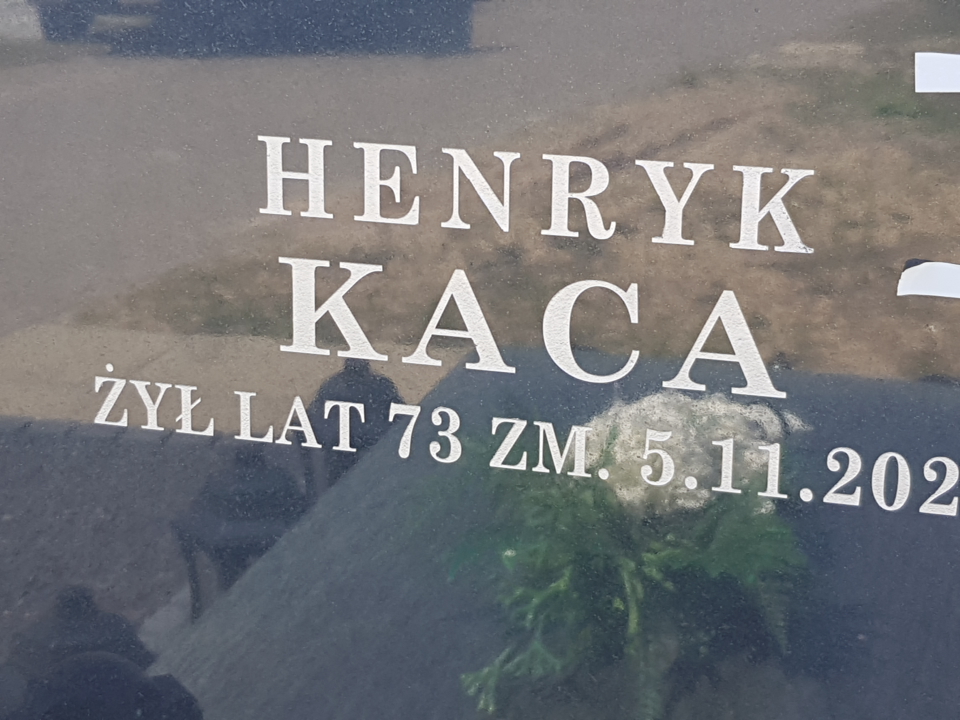 HENRYK
KACA
ŻYŁ LAT 73 ZM. 5.11.202